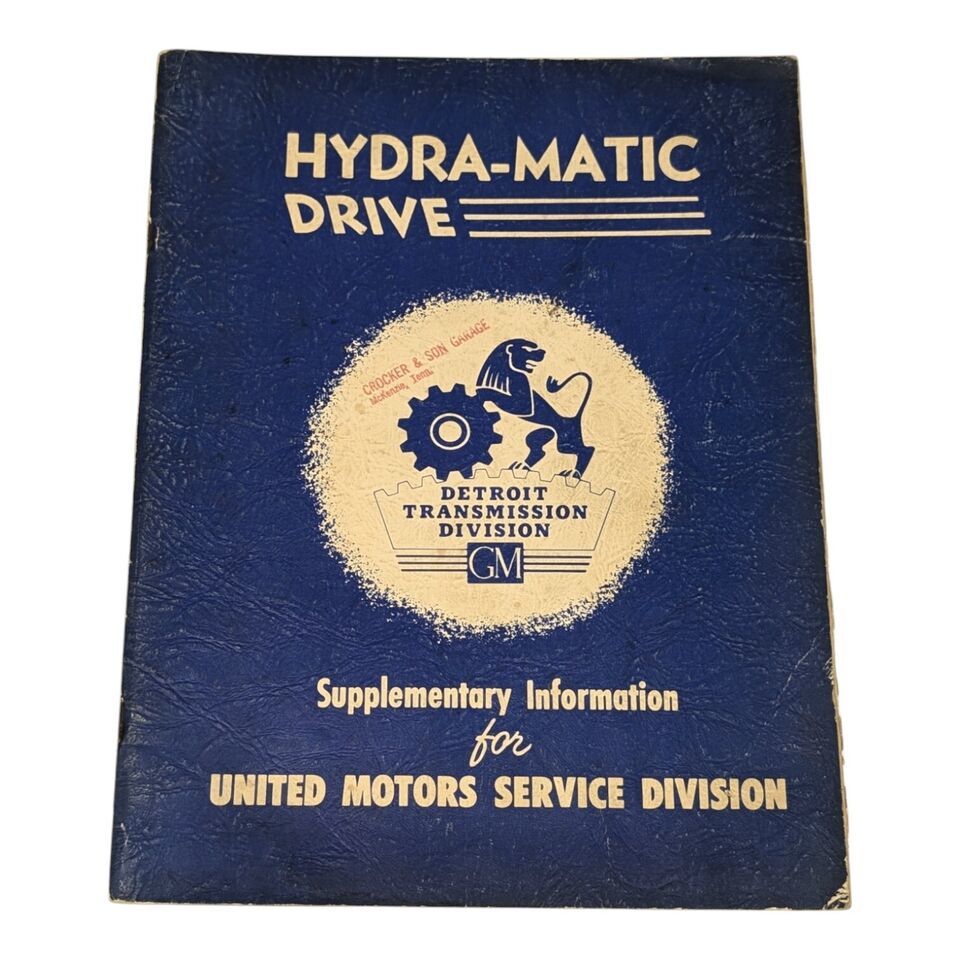 HYDRA-MATIC
DRIVE
CROCKER & SON GARAGE
McKenzie, Tenn.
DETROIT
TRANSMISSION
DIVISION
GM
Supplementary Information
for
UNITED MOTORS SERVICE DIVISION